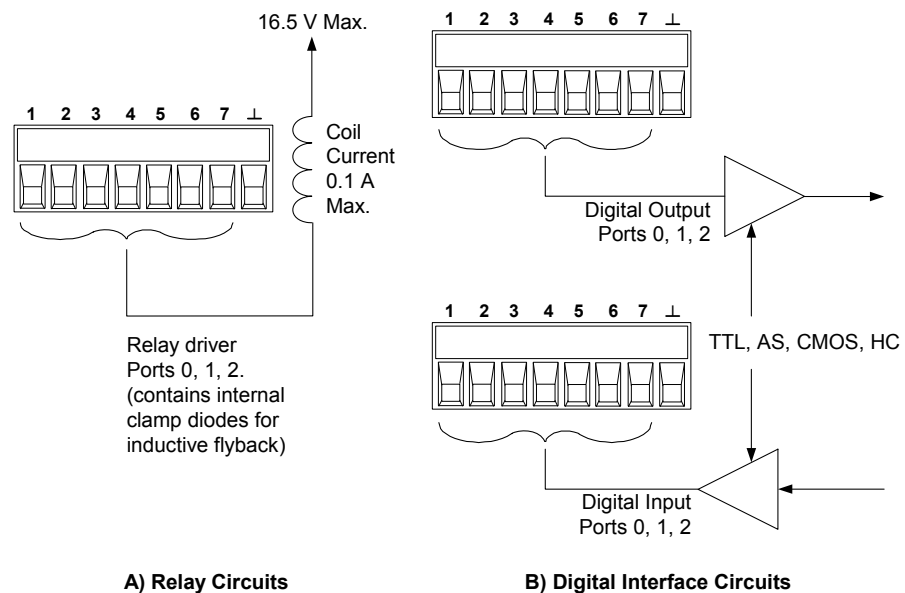 16.5 V Max.
1 2 3 4 5 6 7 ⊥
Coil
Current
0.1 A
Max.
Relay driver
Ports 0, 1, 2.
(contains internal
clamp diodes for
inductive flyback)
A) Relay Circuits
1 2 3 4 5 6 7 ⊥
Digital Output
Ports 0, 1, 2
TTL, AS, CMOS, HC
1 2 3 4 5 6 7 ⊥
Digital Input
Ports 0, 1, 2
B) Digital Interface Circuits